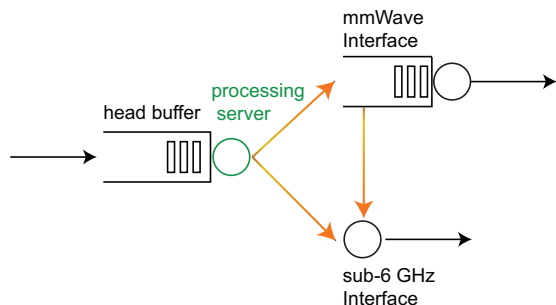 mmWave
Interface
processing
server
head buffer
sub-6 GHz
Interface